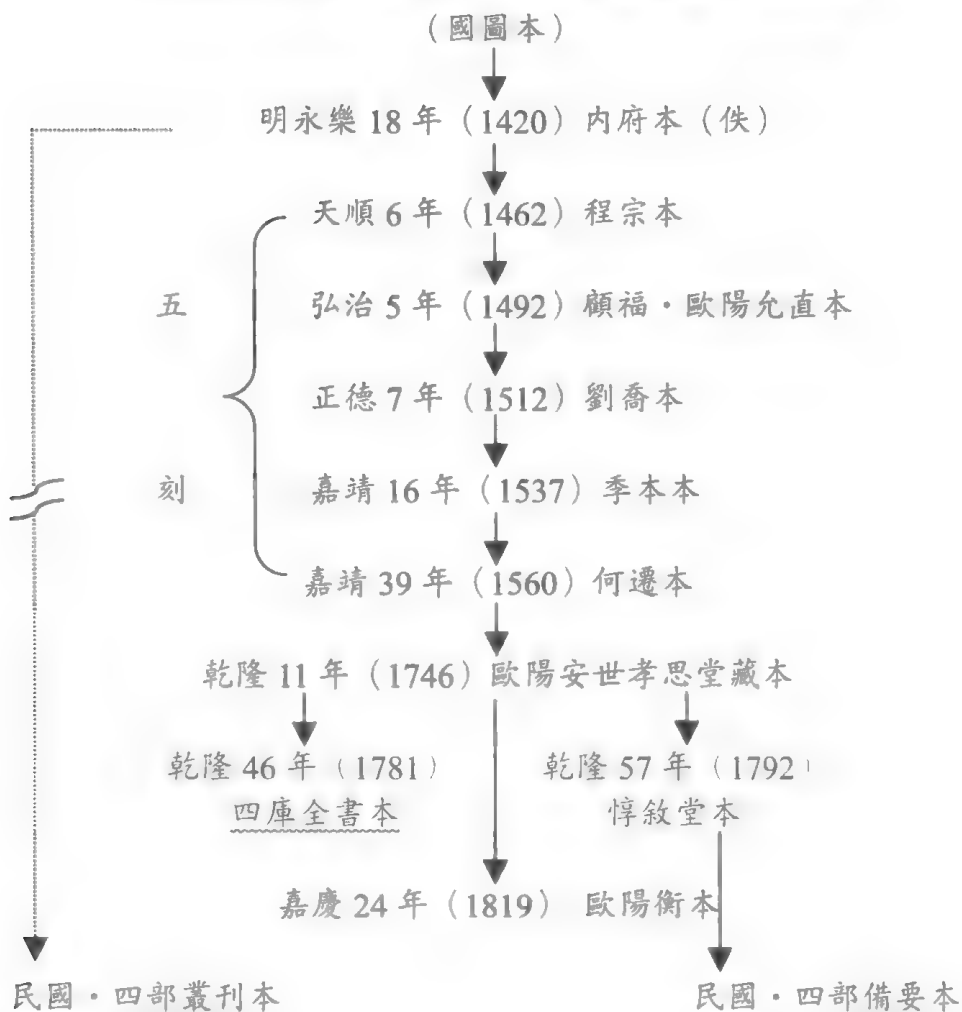 （國圖本）
明永樂 18 年（1420）內府本（佚）
天順 6 年（1462）程宗本
五
弘治 5 年（1492）顧福・歐陽允直本
正德 7 年（1512）劉喬本
刻
嘉靖 16 年（1537）季本本
嘉靖 39 年（1560）何遷本
乾隆 11 年（1746）歐陽安世孝思堂藏本
乾隆 46 年（1781）
乾隆 57 年（1792）
四庫全書本
惇敘堂本
嘉慶 24 年（1819） 歐陽衡本
民國・四部叢刊本
民國・四部備要本